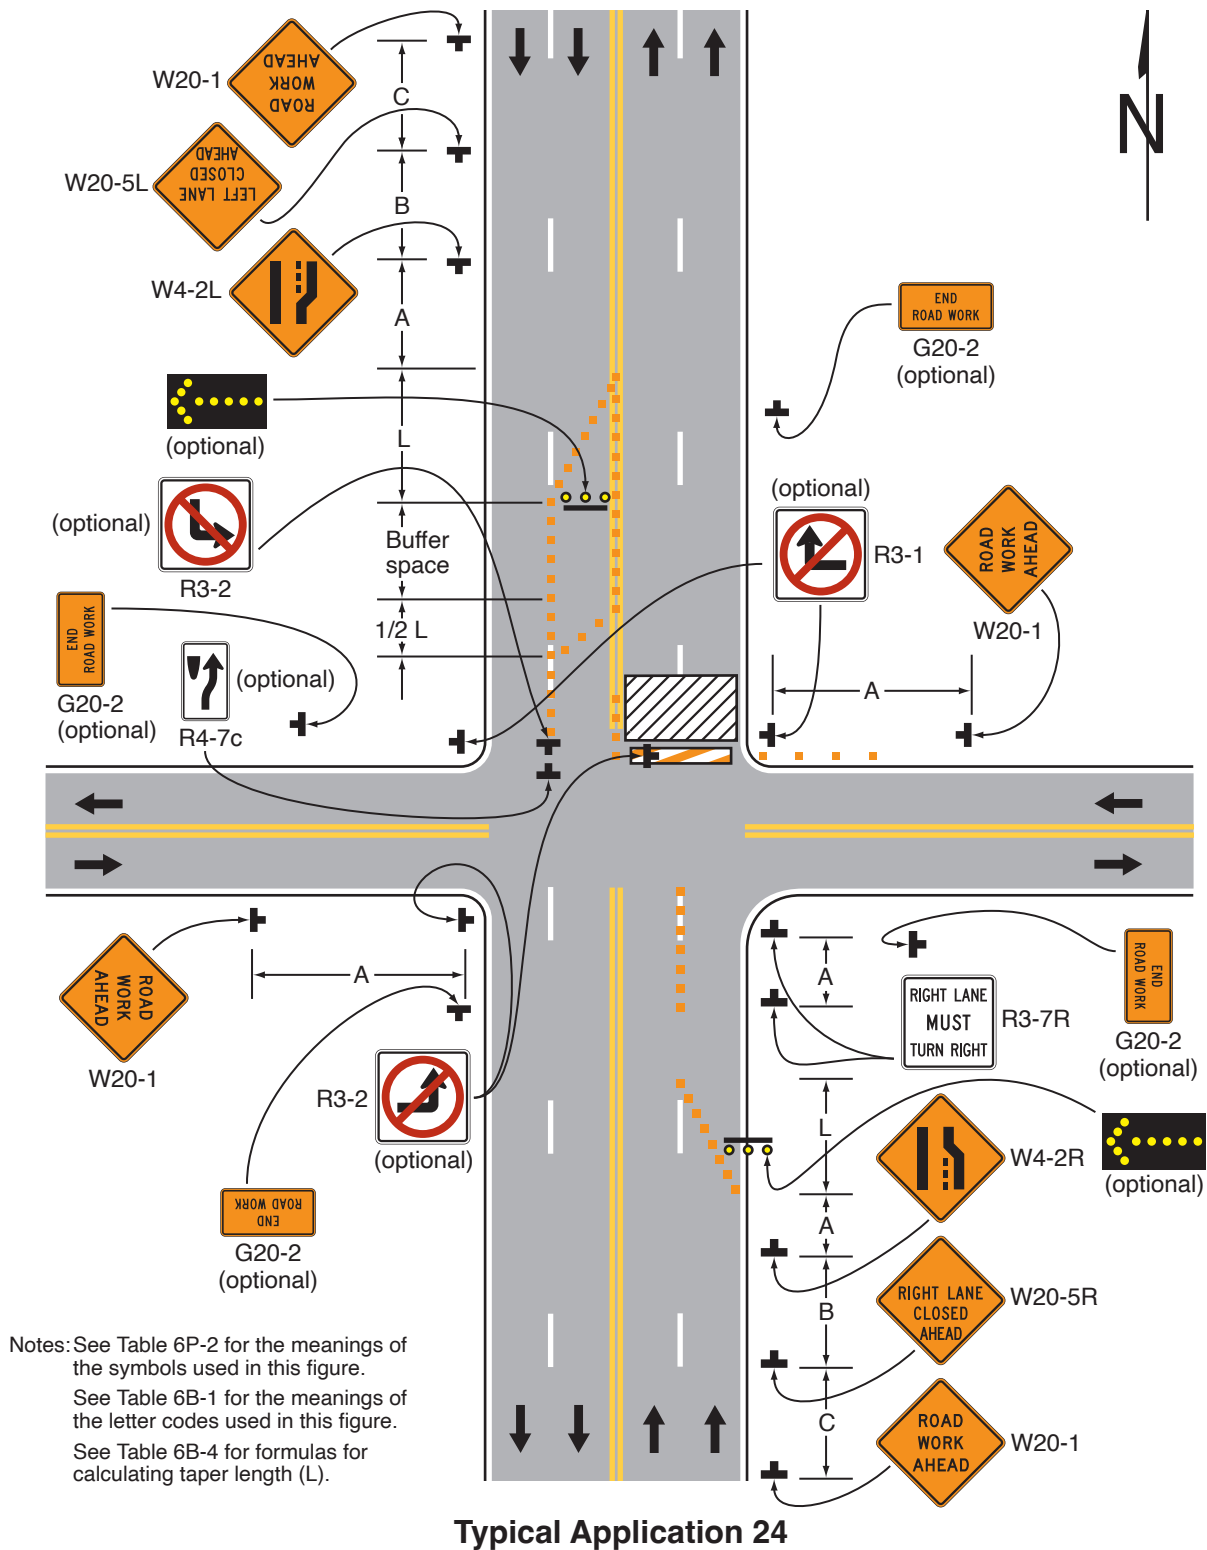 ROAD
WORK
AHEAD
W20-1
C
N
LEFT LANE
CLOSED
AHEAD
W20-5L
B
W4-2L
A
END
ROAD WORK
G20-2
(optional)
(optional)
L
(optional)
R3-1
ROAD
WORK
AHEAD
W20-1
(optional)
R3-2
Buffer
space
1/2 L
END
ROAD WORK
G20-2
(optional)
(optional)
R4-7c
A
ROAD
WORK
AHEAD
W20-1
A
R3-2
(optional)
END
ROAD WORK
G20-2
(optional)
A
RIGHT LANE
MUST
TURN RIGHT
R3-7R
END
ROAD WORK
G20-2
(optional)
L
W4-2R
(optional)
A
RIGHT LANE
CLOSED
AHEAD
W20-5R
B
C
ROAD
WORK
AHEAD
W20-1
Notes: See Table 6P-2 for the meanings of
the symbols used in this figure.
See Table 6B-1 for the meanings of
the letter codes used in this figure.
See Table 6B-4 for formulas for
calculating taper length (L).
Typical Application 24